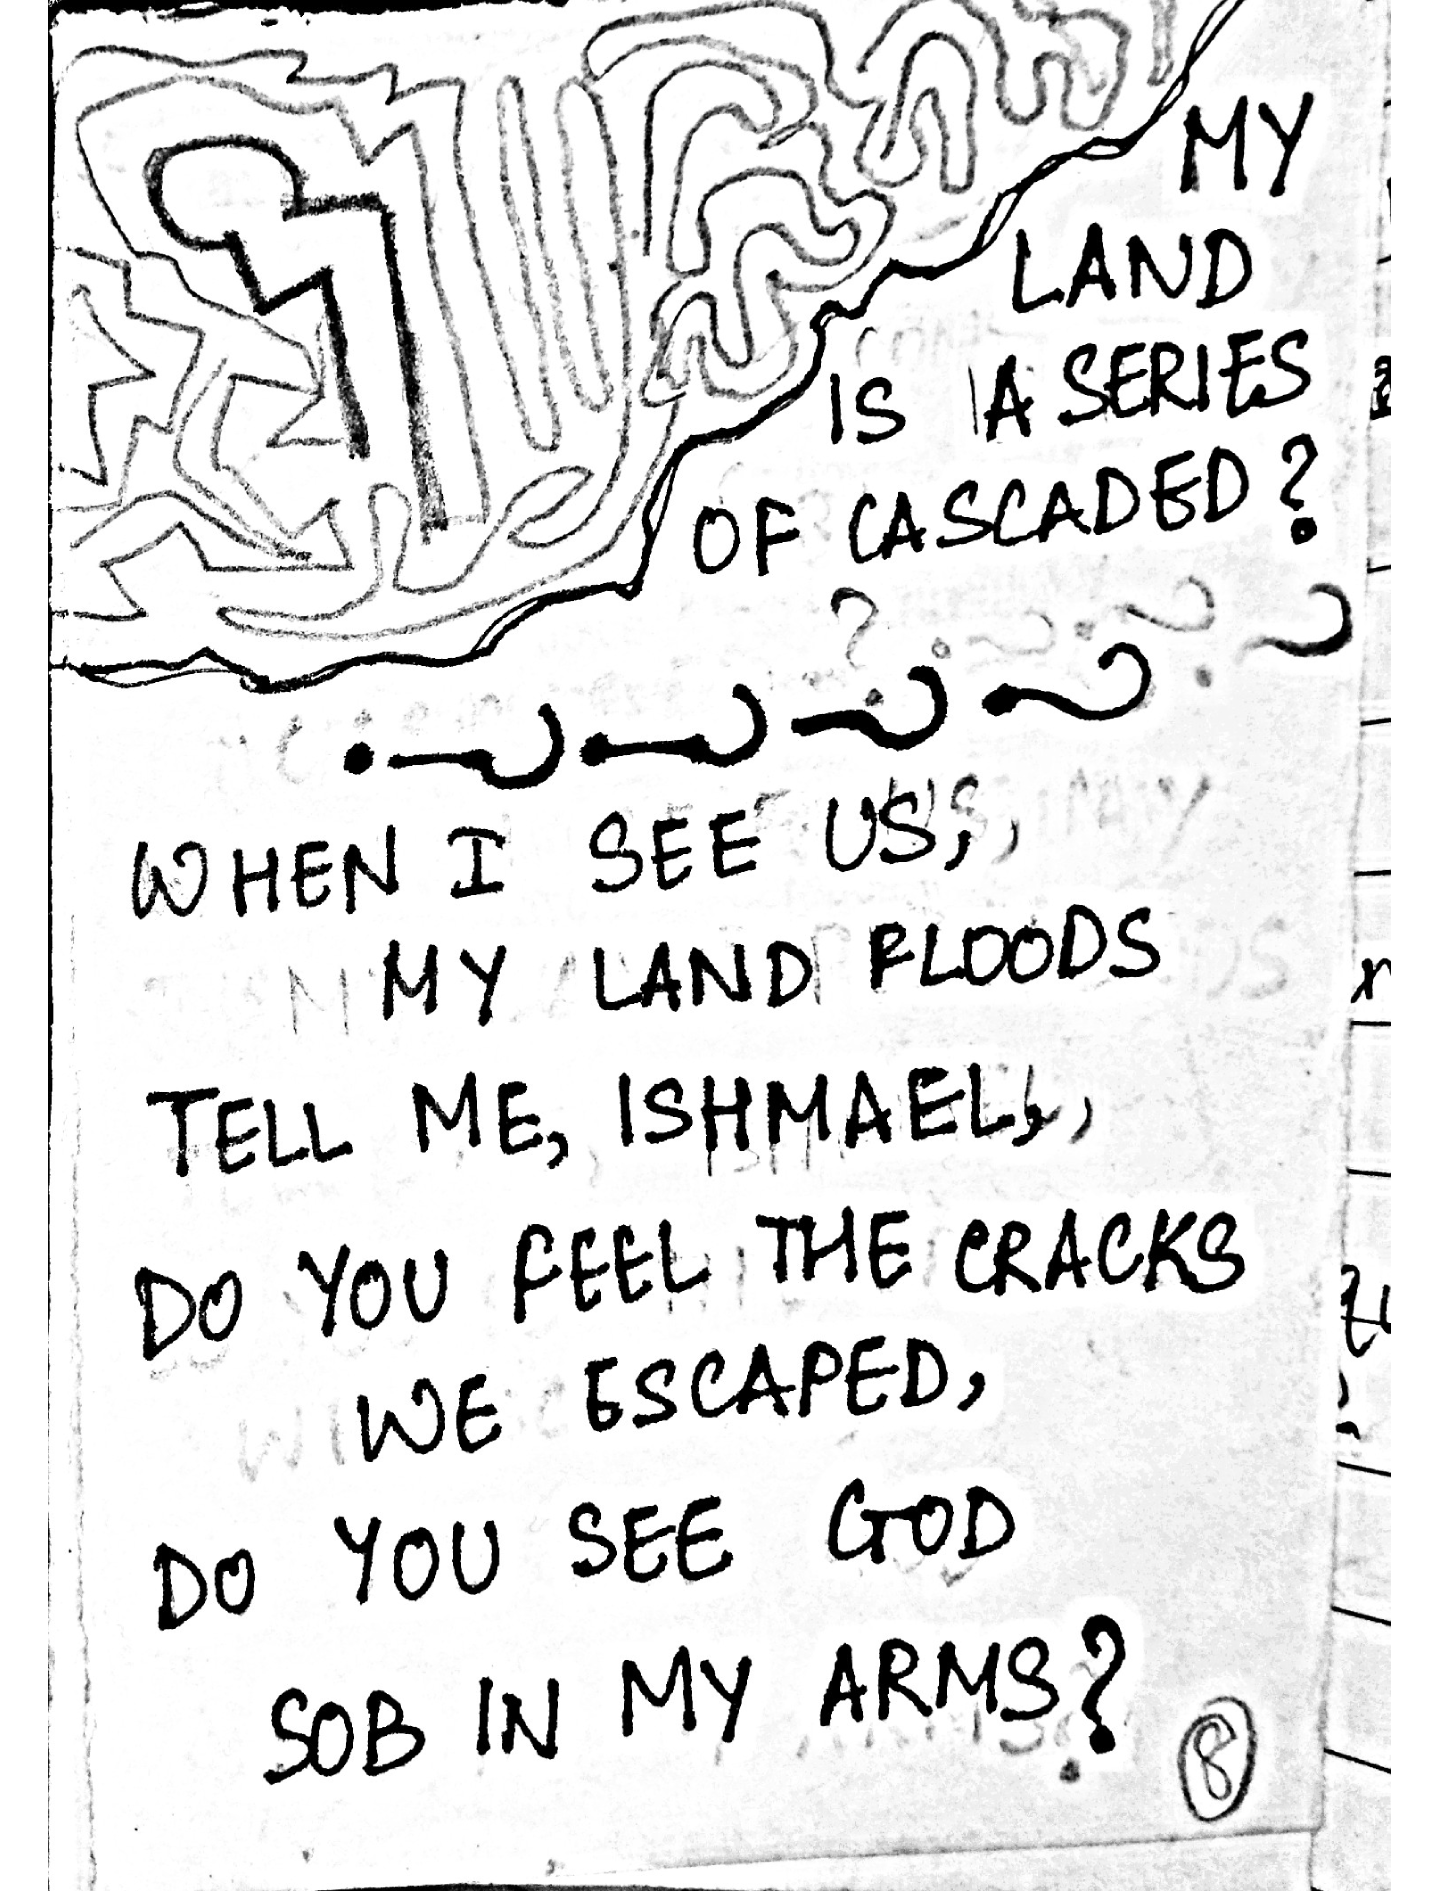 MY
LAND
IS A SERIES
OF CASCADED?
WHEN I SEE US,
MY LAND FLOODS
TELL ME, ISHMAEL,
DO YOU FEEL THE CRACKS
WE ESCAPED,
DO YOU SEE GOD
SOB IN MY ARMS?
8